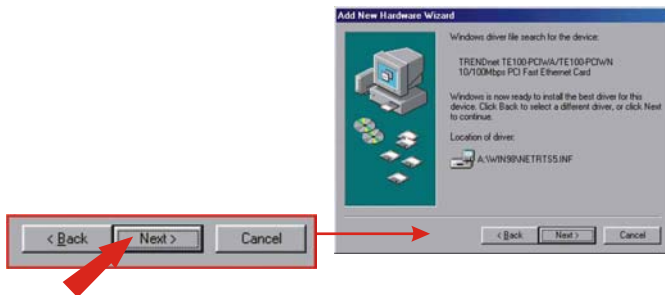 Add New Hardware Wizard
Windows driver file search for the device:
TRENDnet TE100-PCIWA/TE100-PCIWN
10/100Mbps PCI Fast Ethernet Card
Windows is now ready to install the best driver for this
device. Click Back to select a different driver, or click Next
to continue.
Location of driver:
A:\WIN98\NETRTS5.INF
< Back
Next >
Cancel
< Back
Next >
Cancel